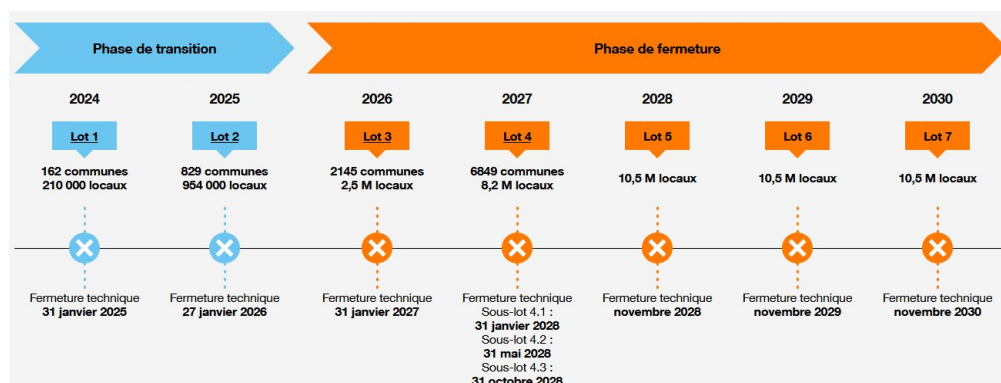 Phase de transition
Phase de fermeture
2024
2025
2026
2027
2028
2029
2030
Lot 1
Lot 2
Lot 3
Lot 4
Lot 5
Lot 6
Lot 7
162 communes
210 000 locaux
829 communes
954 000 locaux
2145 communes
2,5 M locaux
6849 communes
8,2 M locaux
10,5 M locaux
10,5 M locaux
10,5 M locaux
Fermeture technique
31 janvier 2025
Fermeture technique
27 janvier 2026
Fermeture technique
31 janvier 2027
Fermeture technique
Sous-lot 4.1 :
31 janvier 2028
Sous-lot 4.2 :
31 mai 2028
Sous-lot 4.3 :
31 octobre 2028
Fermeture technique
novembre 2028
Fermeture technique
novembre 2029
Fermeture technique
novembre 2030